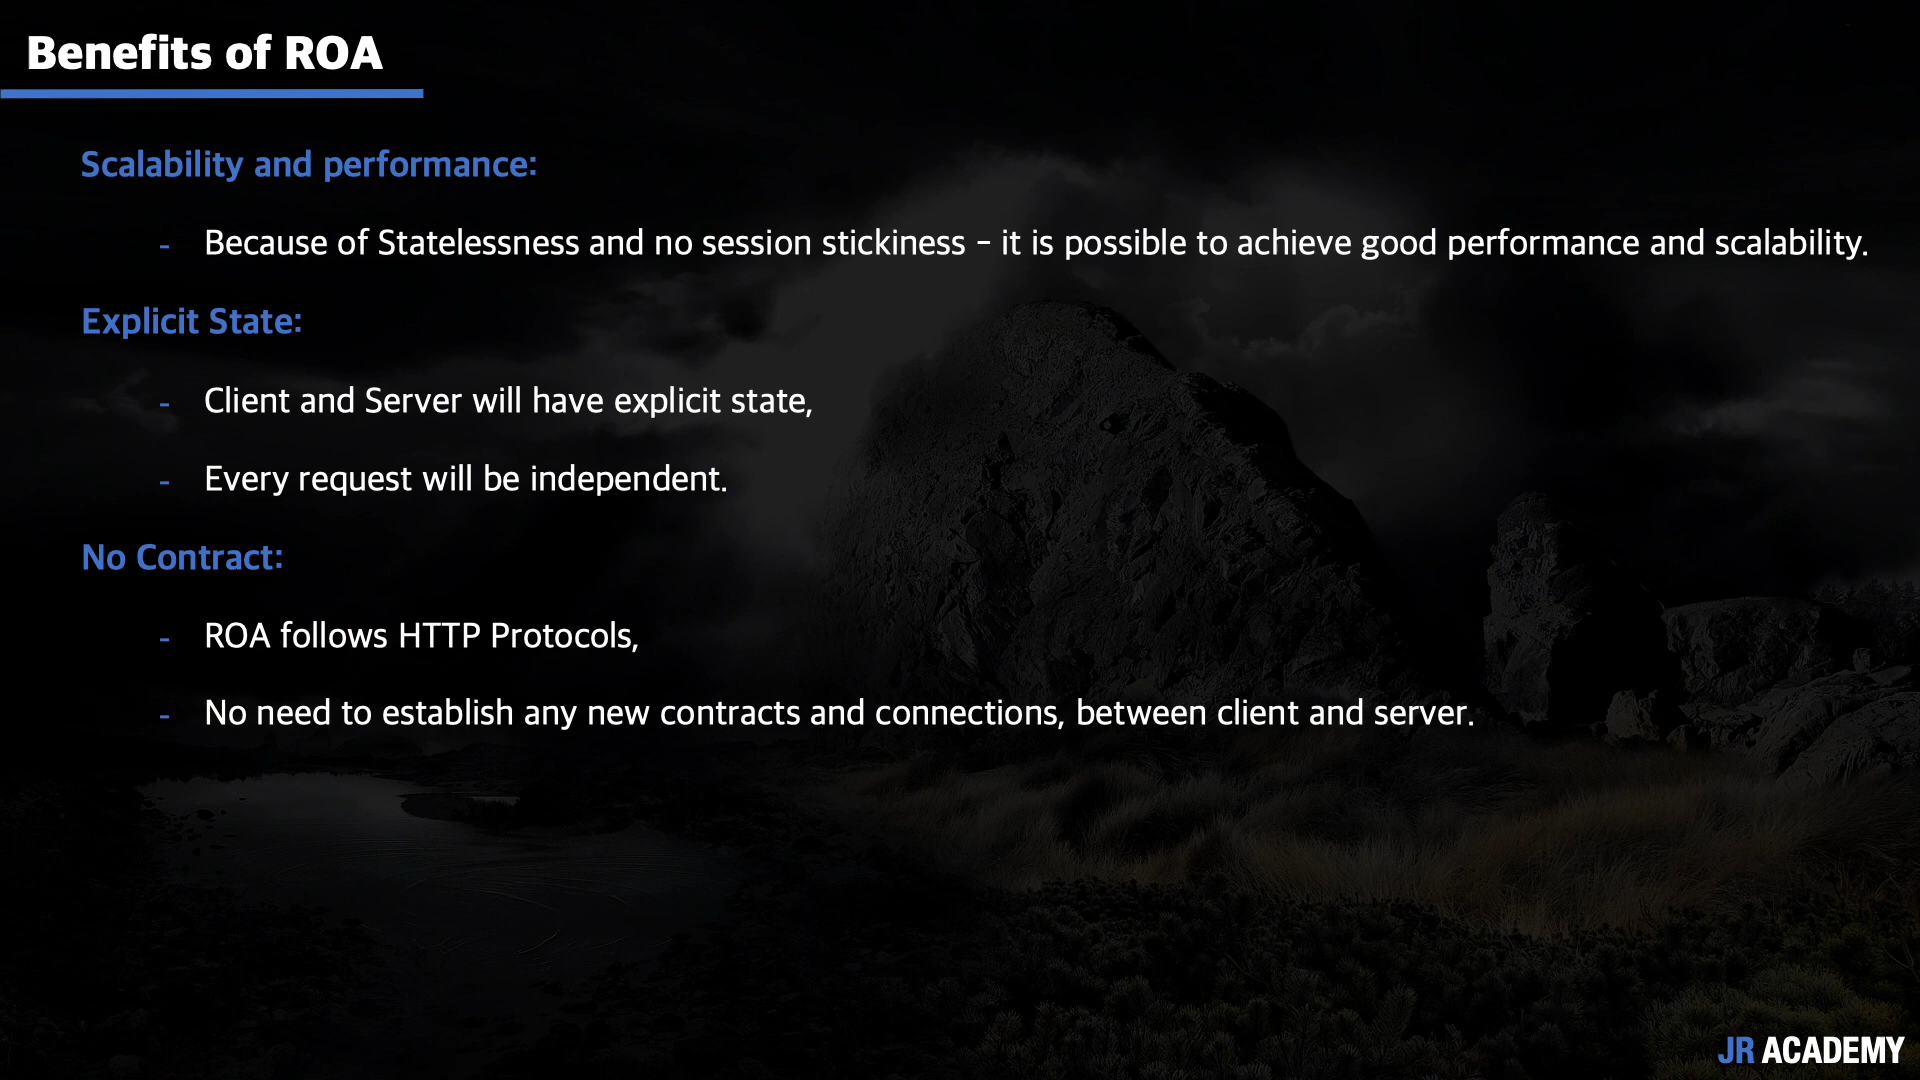 Benefits of ROA
Scalability and performance:
- Because of Statelessness and no session stickiness – it is possible to achieve good performance and scalability.
Explicit State:
- Client and Server will have explicit state,
- Every request will be independent.
No Contract:
- ROA follows HTTP Protocols,
- No need to establish any new contracts and connections, between client and server.
JR ACADEMY